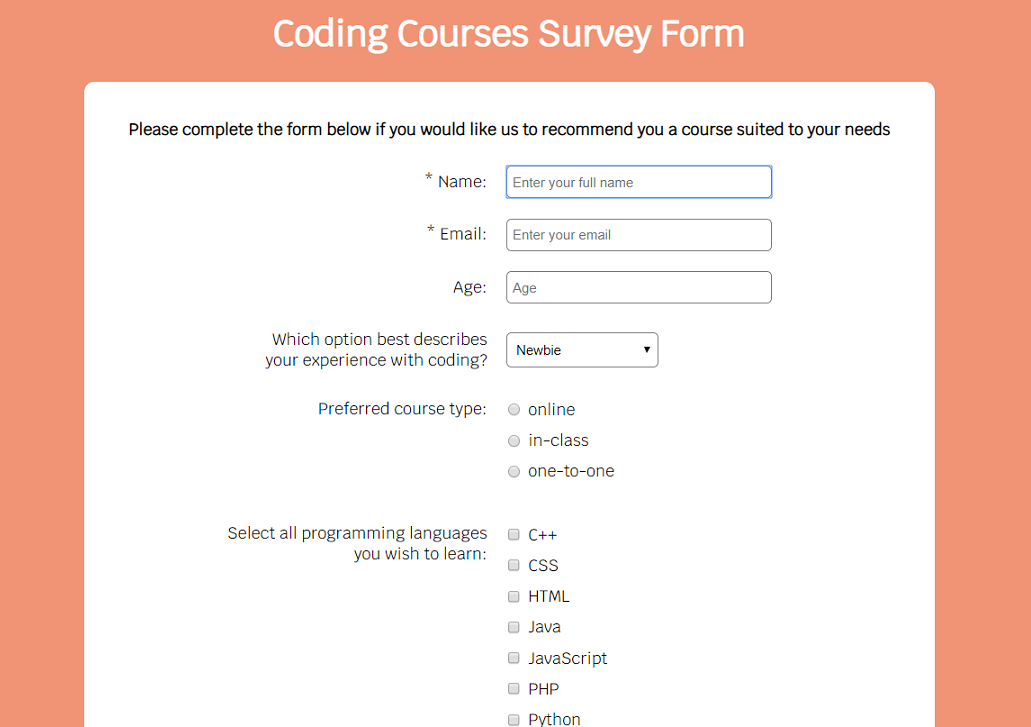 Coding Courses Survey Form
Please complete the form below if you would like us to recommend you a course suited to your needs
* Name: Enter your full name
* Email: Enter your email
Age: Age
Which option best describes
your experience with coding? Newbie
Preferred course type: online
in-class
one-to-one
Select all programming languages
you wish to learn: C++
CSS
HTML
Java
JavaScript
PHP
Python